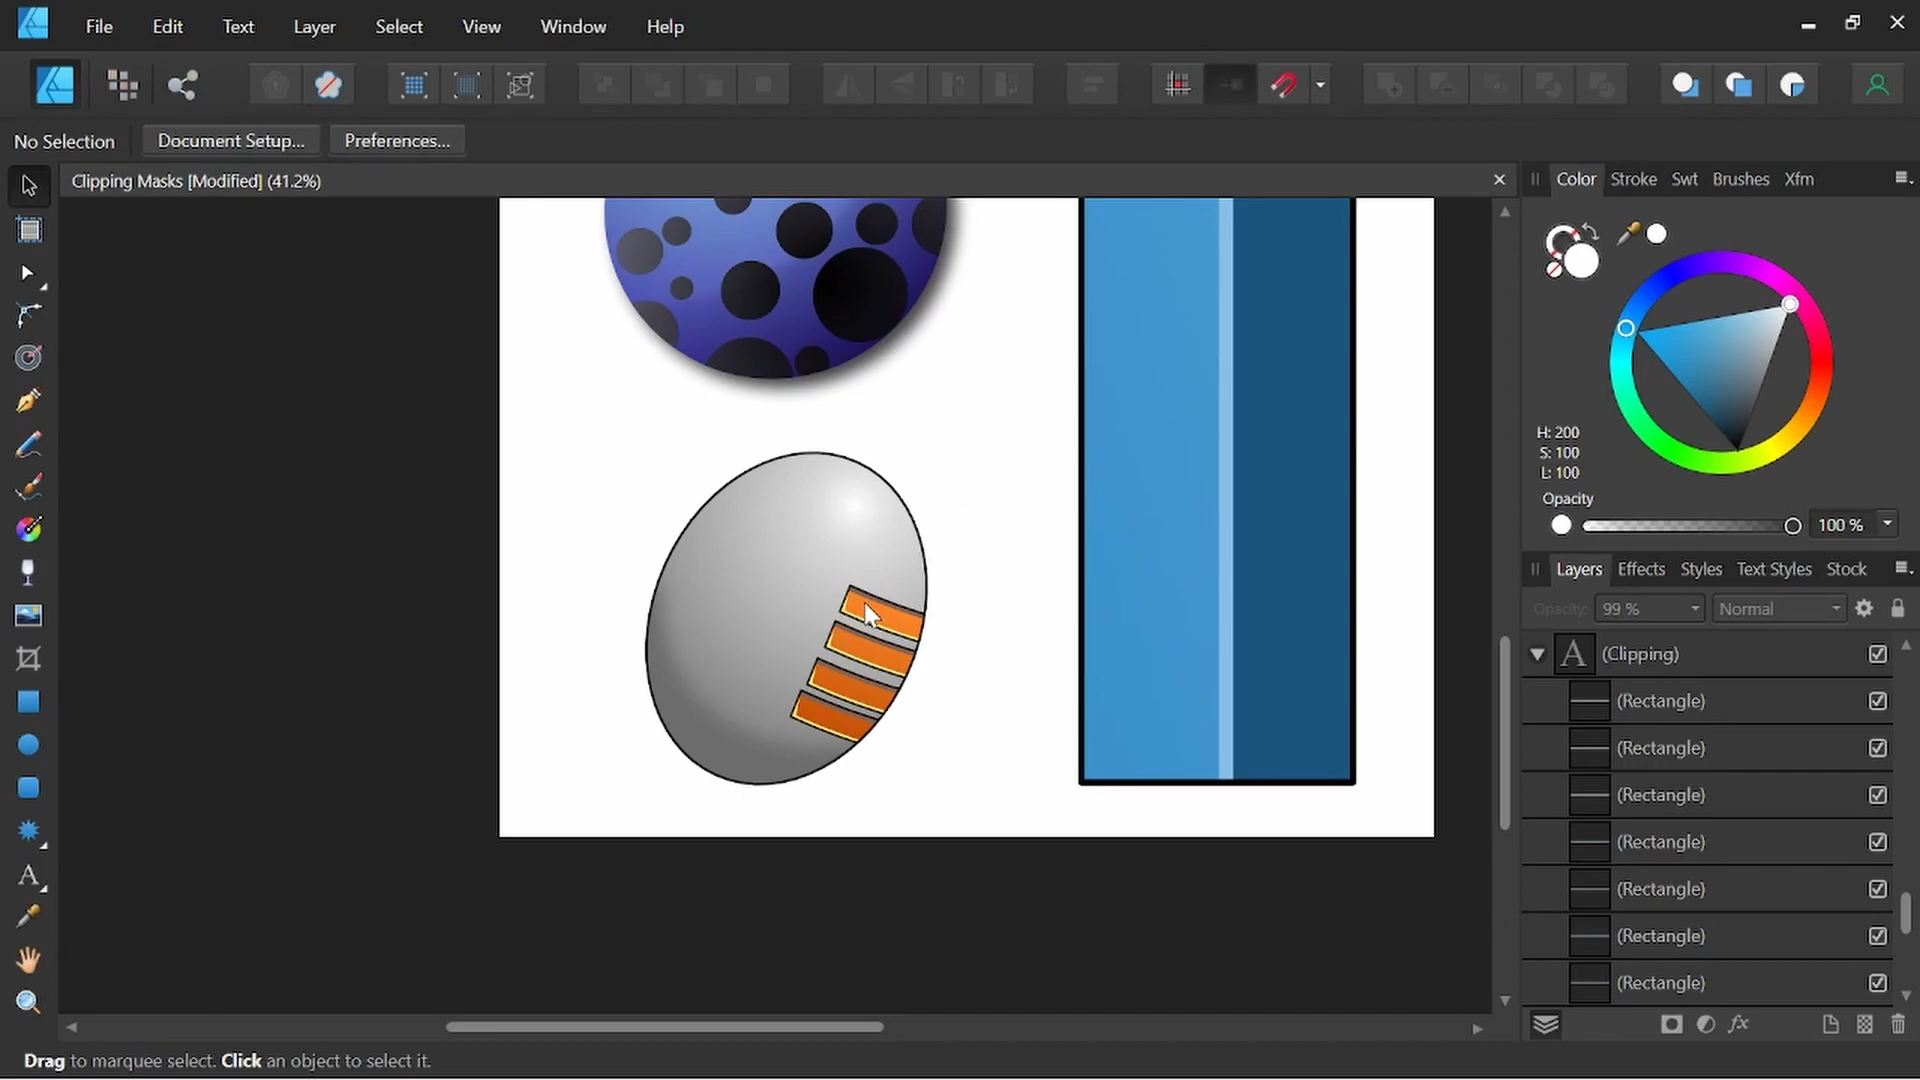 File Edit Text Layer Select View Window Help
No Selection Document Setup... Preferences...
Clipping Masks [Modified] (41.2%)
Color Stroke Swt Brushes Xfm
H: 200
S: 100
L: 100
Opacity
100 %
Layers Effects Styles Text Styles Stock
Opacity: 99 % Normal
A (Clipping)
(Rectangle)
(Rectangle)
(Rectangle)
(Rectangle)
(Rectangle)
(Rectangle)
(Rectangle)
fx
Drag to marquee select. Click an object to select it.